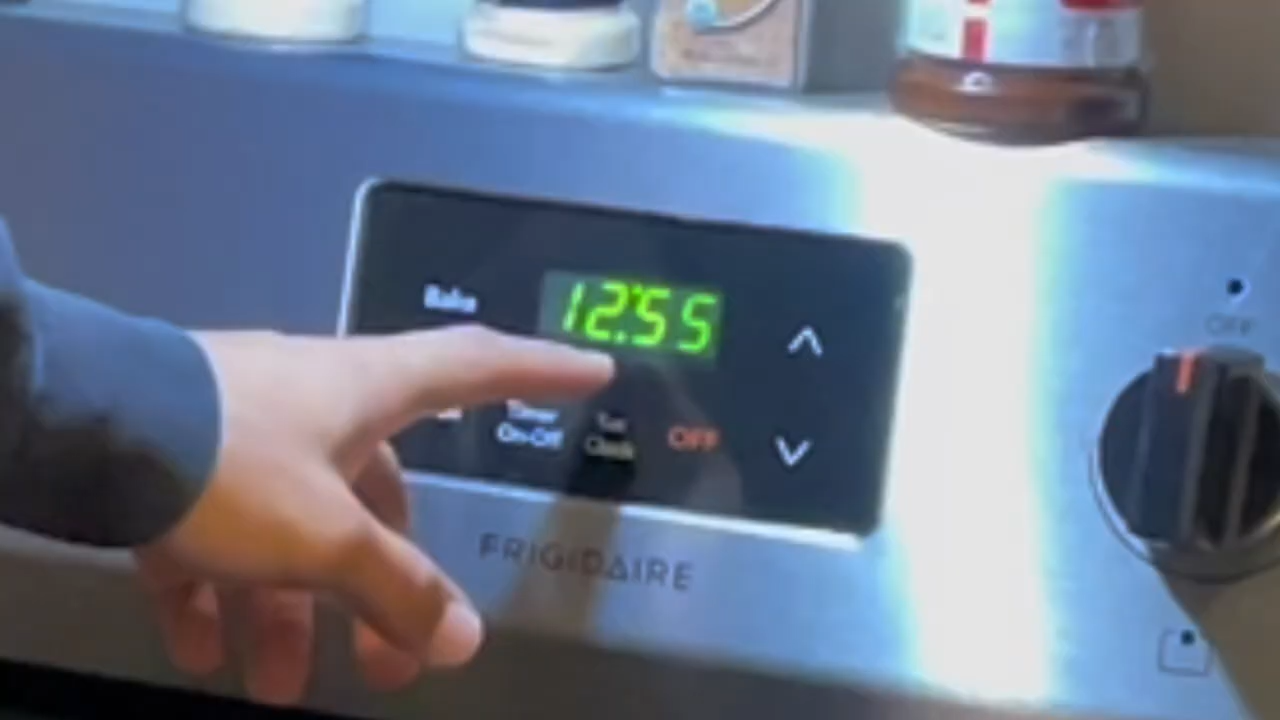 Bake
12:55
Timer
On-Off
Set
Clock
OFF
FRIGIDAIRE
OFF